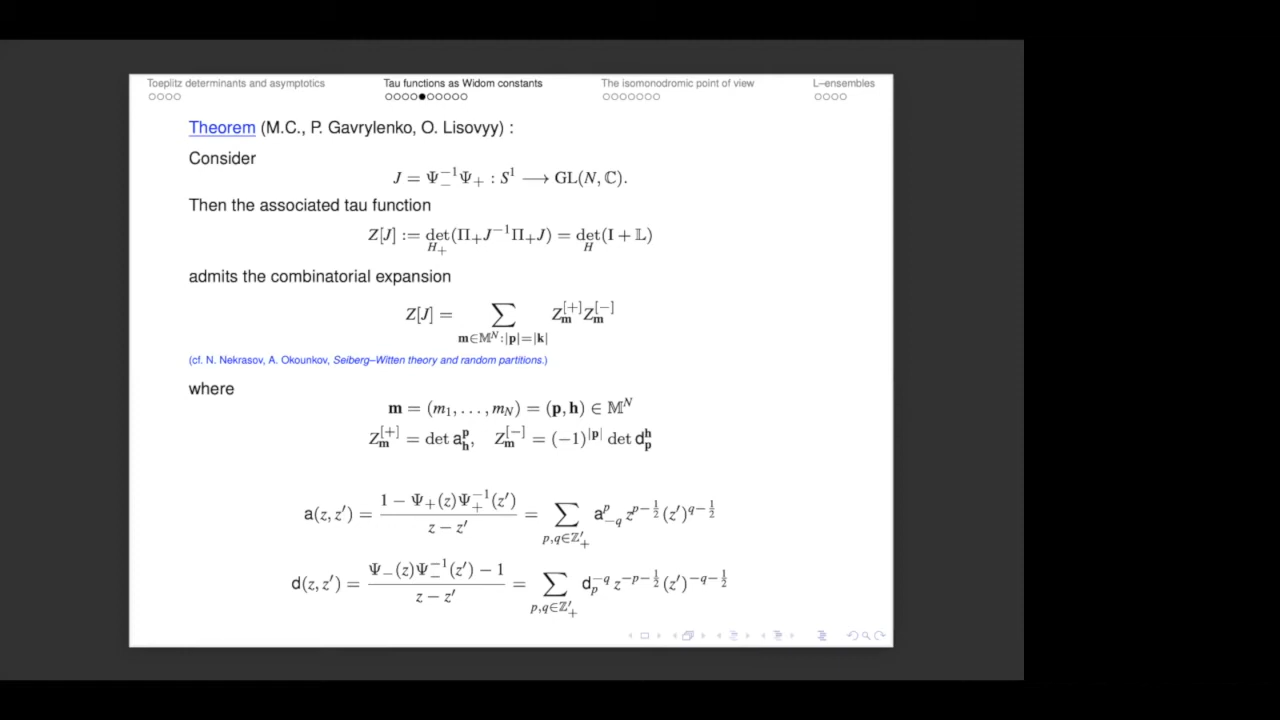 Toeplitz determinants and asymptotics Tau functions as Widom constants The isomonodromic point of view L–ensembles
Theorem (M.C., P. Gavrylenko, O. Lisovyy) :
Consider
J = Ψ₋⁻¹Ψ₊ : S¹ ⟶ GL(N, ℂ).
Then the associated tau function
Z[J] := det_{H₊}(Π₊J⁻¹Π₊J) = det_H(I + 𝕃)
admits the combinatorial expansion
Z[J] = ∑_{𝐦∈𝕄^N:|𝐩|=|𝐤|} Z_𝐦^{[+]} Z_𝐦^{[−]}
(cf. N. Nekrasov, A. Okounkov, Seiberg–Witten theory and random partitions.)
where
𝐦 = (m₁, . . . , m_N) = (𝐩, 𝐡) ∈ 𝕄^N
Z_𝐦^{[+]} = det a_𝐡^𝐩, Z_𝐦^{[−]} = (−1)^{|𝐩|} det d_𝐩^𝐡
a(z, z′) = (1 − Ψ₊(z)Ψ₊⁻¹(z′))/(z − z′) = ∑_{p,q∈ℤ′₊} a_{−q}^p z^{p−1/2}(z′)^{q−1/2}
d(z, z′) = (Ψ₋(z)Ψ₋⁻¹(z′) − 1)/(z − z′) = ∑_{p,q∈ℤ′₊} d_p^{−q} z^{−p−1/2}(z′)^{−q−1/2}